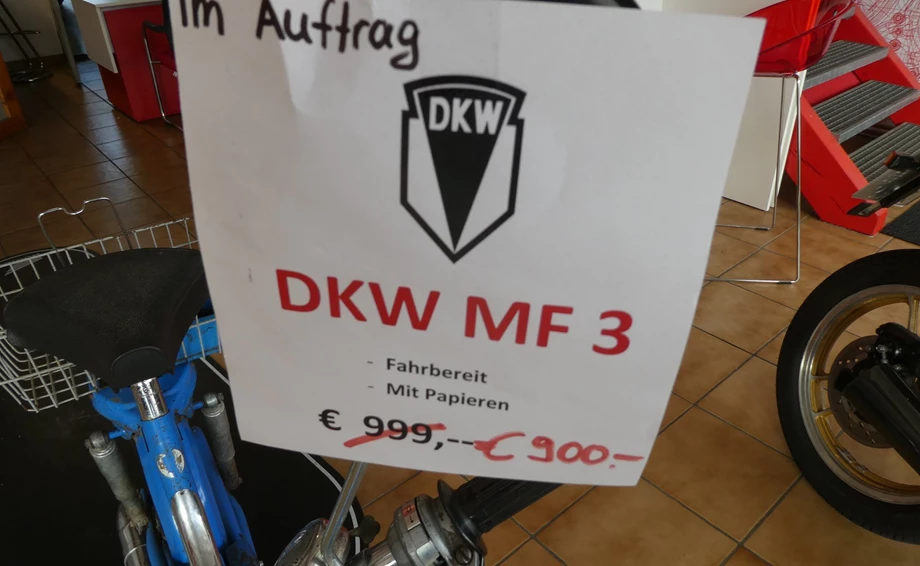 im Auftrag
DKW
DKW MF 3
- Fahrbereit
- Mit Papieren
€ 999,-- € 900.-